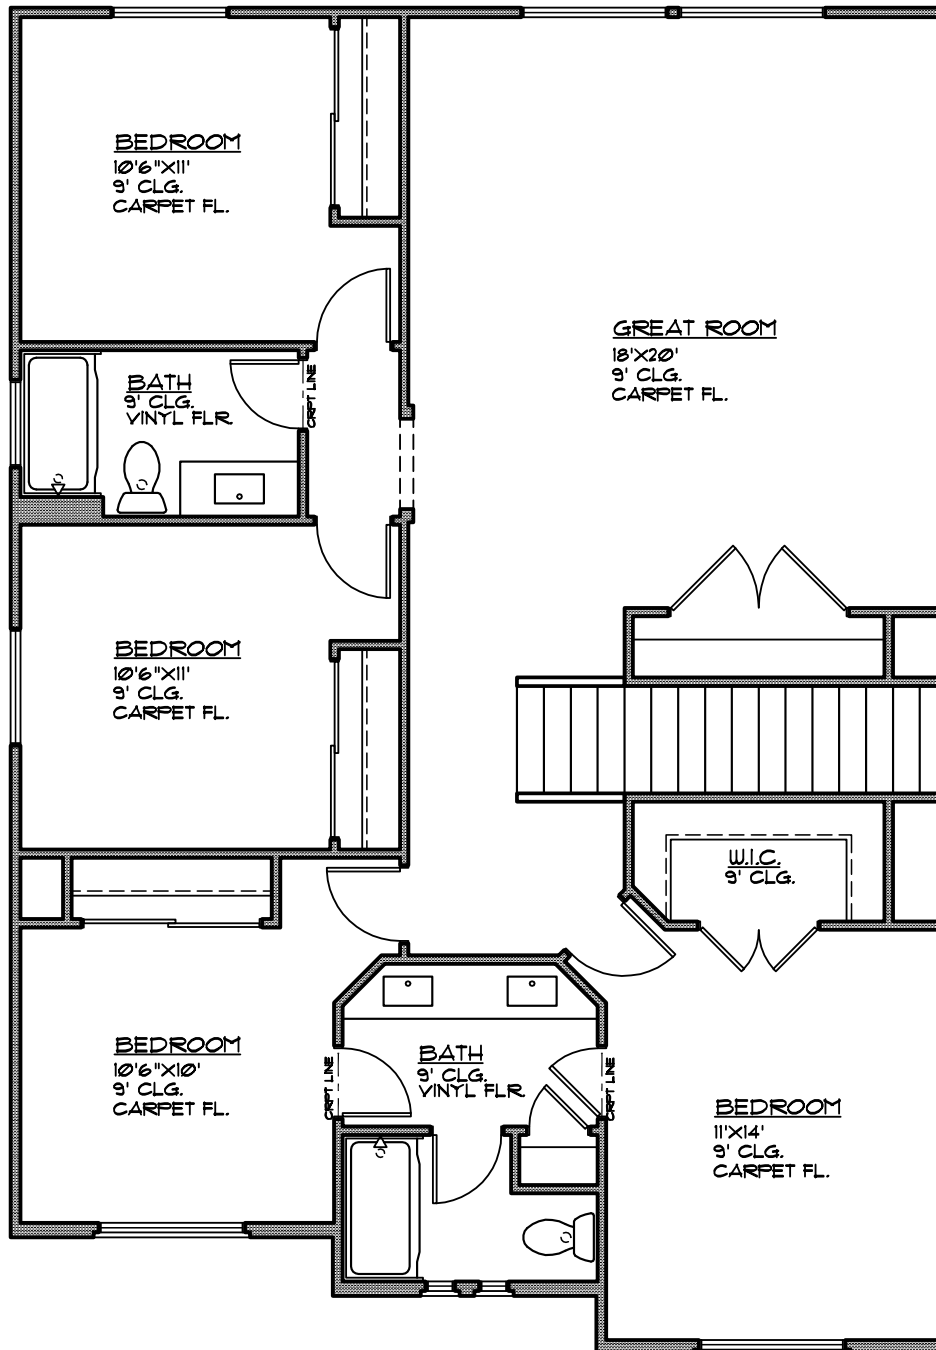 BEDROOM
10'6"X11'
9' CLG.
CARPET FL.
GREAT ROOM
18'X20'
9' CLG.
CARPET FL.
BATH
9' CLG.
VINYL FLR.
CRPT LINE
BEDROOM
10'6"X11'
9' CLG.
CARPET FL.
W.I.C.
9' CLG.
BEDROOM
10'6"X10'
9' CLG.
CARPET FL.
CRPT LINE
BATH
9' CLG.
VINYL FLR.
CRPT LINE
BEDROOM
11'X14'
9' CLG.
CARPET FL.